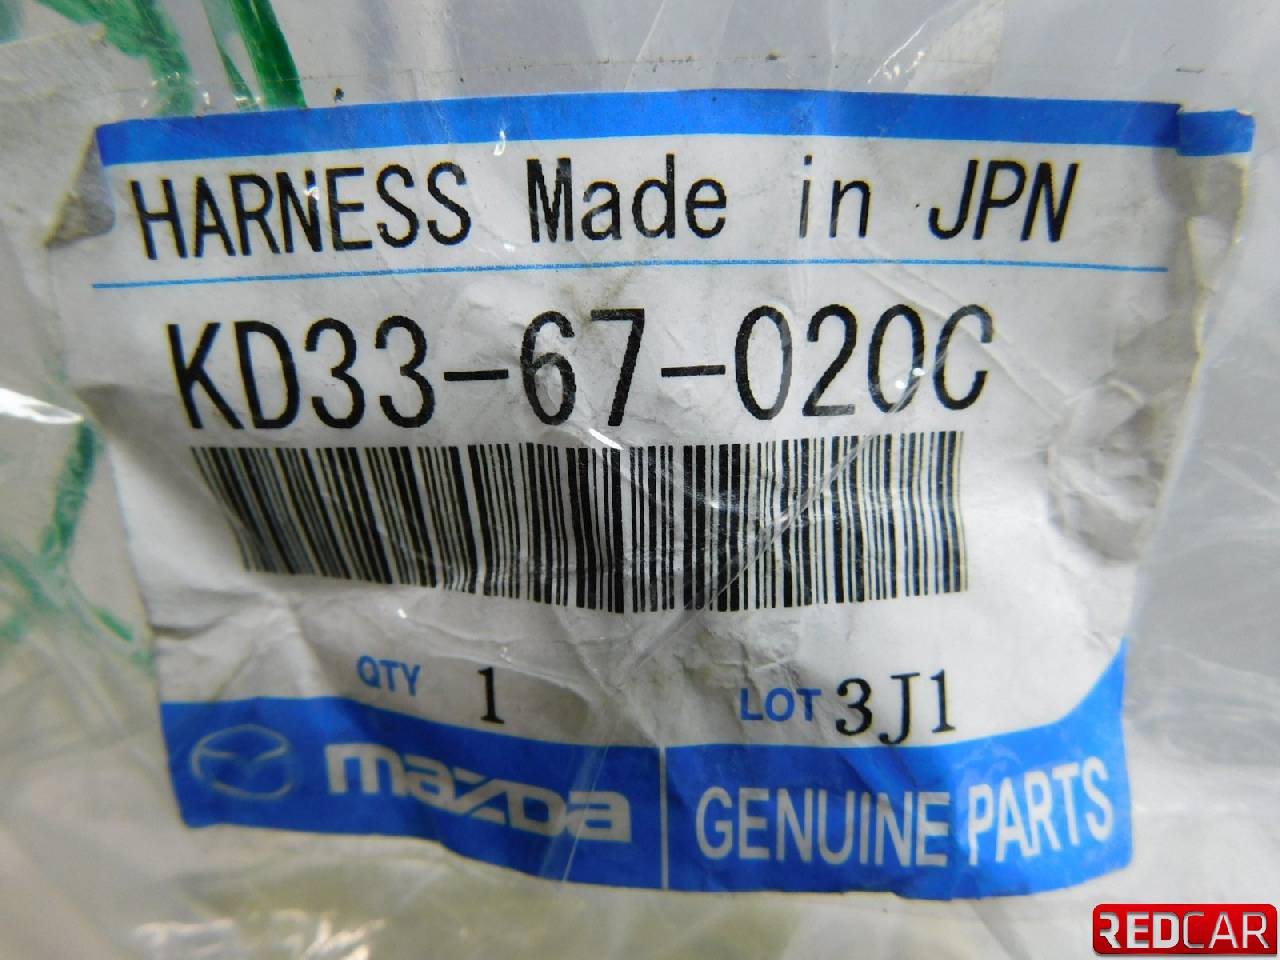 HARNESS Made in JPN
KD33-67-020C
QTY 1 LOT 3J1
mazda GENUINE PARTS
REDCAR